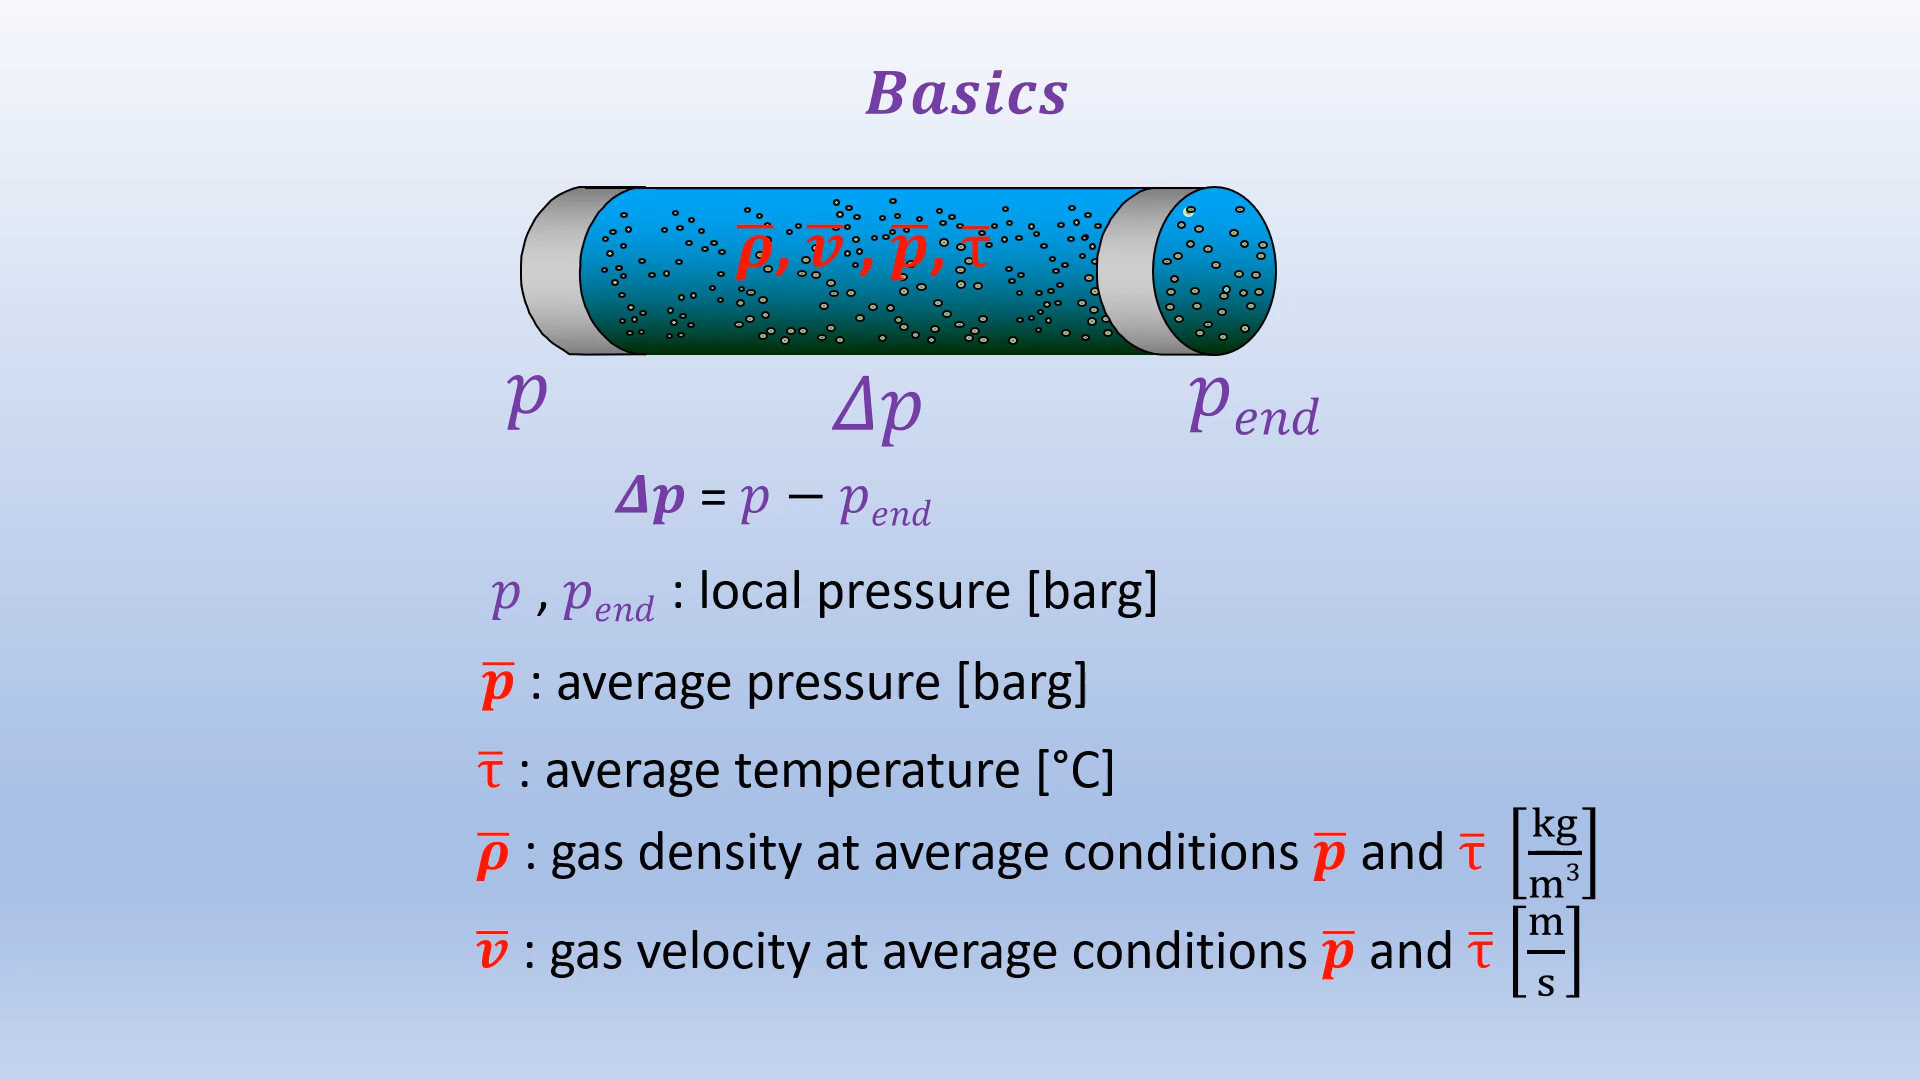 Basics
ρ̅, v̅, p̅, τ̅
p Δp p_end
Δp = p − p_end
p , p_end : local pressure [barg]
p̅ : average pressure [barg]
τ̅ : average temperature [°C]
ρ̅ : gas density at average conditions p̅ and τ̅ [kg/m³]
v̅ : gas velocity at average conditions p̅ and τ̅ [m/s]